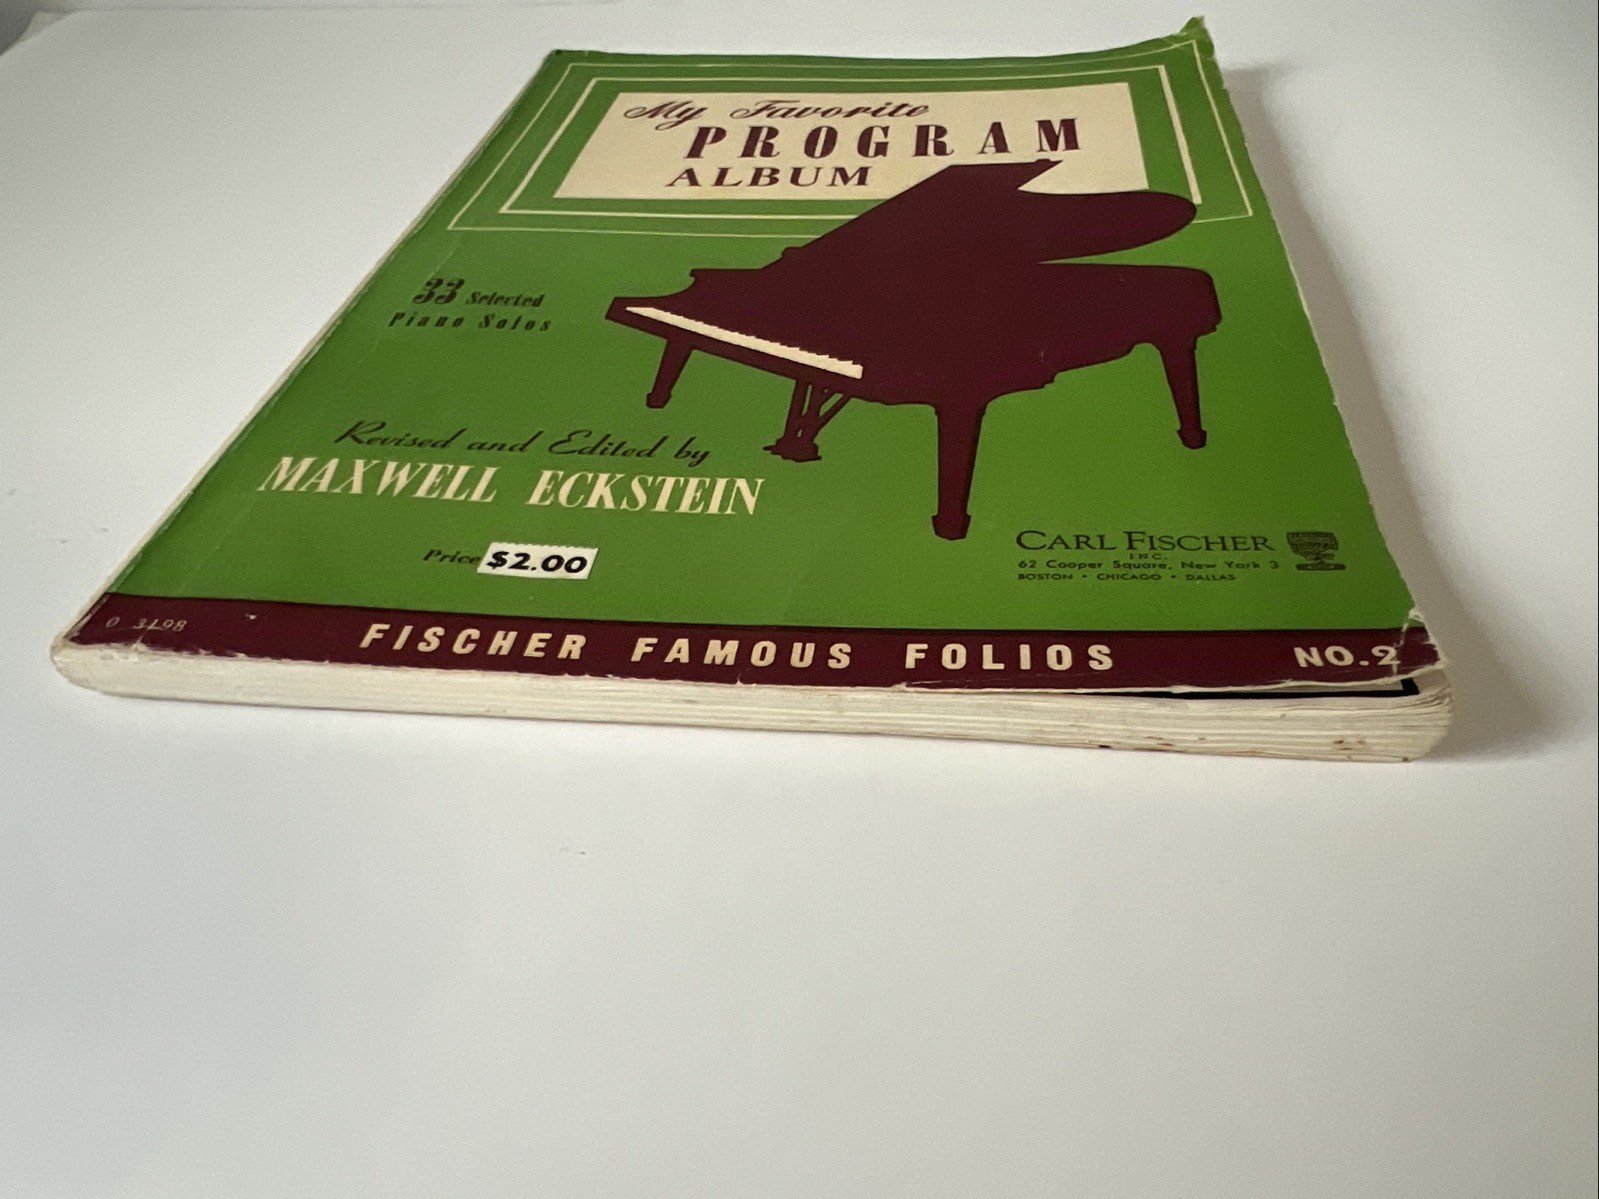 My Favorite
PROGRAM
ALBUM
33 Selected
Piano Solos
Revised and Edited by
MAXWELL ECKSTEIN
Price $2.00
CARL FISCHER
INC.
62 Cooper Square, New York 3
BOSTON • CHICAGO • DALLAS
O 3198
FISCHER FAMOUS FOLIOS
NO.2